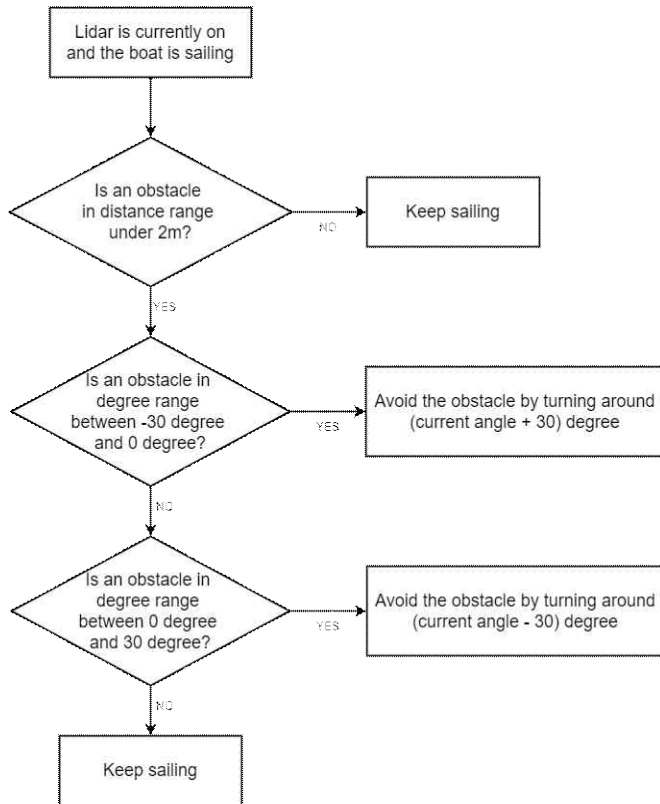 Lidar is currently on
and the boat is sailing
Is an obstacle
in distance range
under 2m?
NO
Keep sailing
YES
Is an obstacle in
degree range
between -30 degree
and 0 degree?
YES
Avoid the obstacle by turning around
(current angle + 30) degree
NO
Is an obstacle in
degree range
between 0 degree
and 30 degree?
YES
Avoid the obstacle by turning around
(current angle - 30) degree
NO
Keep sailing